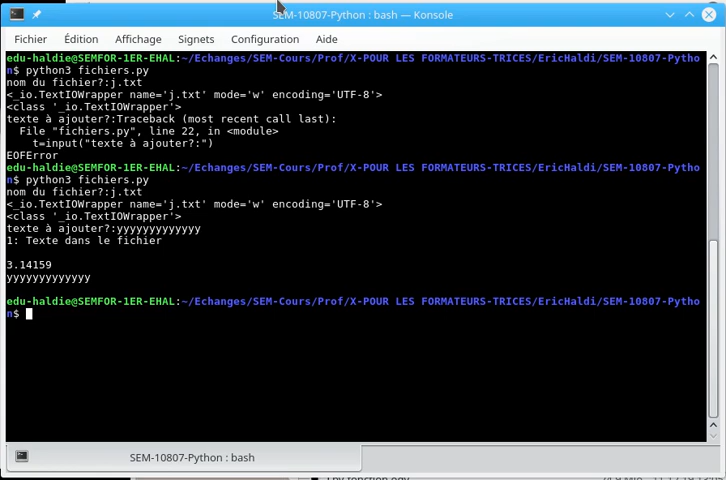 SEM-10807-Python : bash — Konsole
Fichier Édition Affichage Signets Configuration Aide
edu-haldie@SEMFOR-1ER-EHAL:~/Echanges/SEM-Cours/Prof/X-POUR LES FORMATEURS-TRICES/EricHaldi/SEM-10807-Pytho
n$ python3 fichiers.py
nom du fichier?:j.txt
<_io.TextIOWrapper name='j.txt' mode='w' encoding='UTF-8'>
<class '_io.TextIOWrapper'>
texte à ajouter?:Traceback (most recent call last):
  File "fichiers.py", line 22, in <module>
    t=input("texte à ajouter?:")
EOFError
edu-haldie@SEMFOR-1ER-EHAL:~/Echanges/SEM-Cours/Prof/X-POUR LES FORMATEURS-TRICES/EricHaldi/SEM-10807-Pytho
n$ python3 fichiers.py
nom du fichier?:j.txt
<_io.TextIOWrapper name='j.txt' mode='w' encoding='UTF-8'>
<class '_io.TextIOWrapper'>
texte à ajouter?:yyyyyyyyyyyyy
1: Texte dans le fichier
3.14159
yyyyyyyyyyyyy
edu-haldie@SEMFOR-1ER-EHAL:~/Echanges/SEM-Cours/Prof/X-POUR LES FORMATEURS-TRICES/EricHaldi/SEM-10807-Pytho
n$
SEM-10807-Python : bash